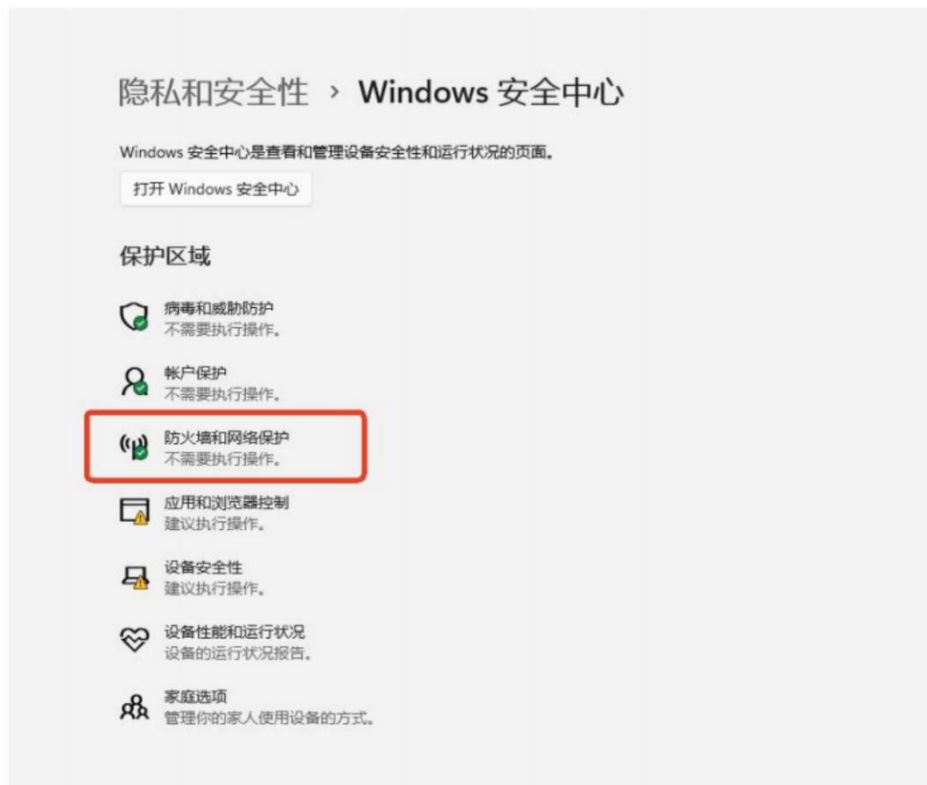 隐私和安全性 › Windows 安全中心
Windows 安全中心是查看和管理设备安全性和运行状况的页面。
打开 Windows 安全中心
保护区域
病毒和威胁防护
不需要执行操作。
帐户保护
不需要执行操作。
防火墙和网络保护
不需要执行操作。
应用和浏览器控制
建议执行操作。
设备安全性
建议执行操作。
设备性能和运行状况
设备的运行状况报告。
家庭选项
管理你的家人使用设备的方式。